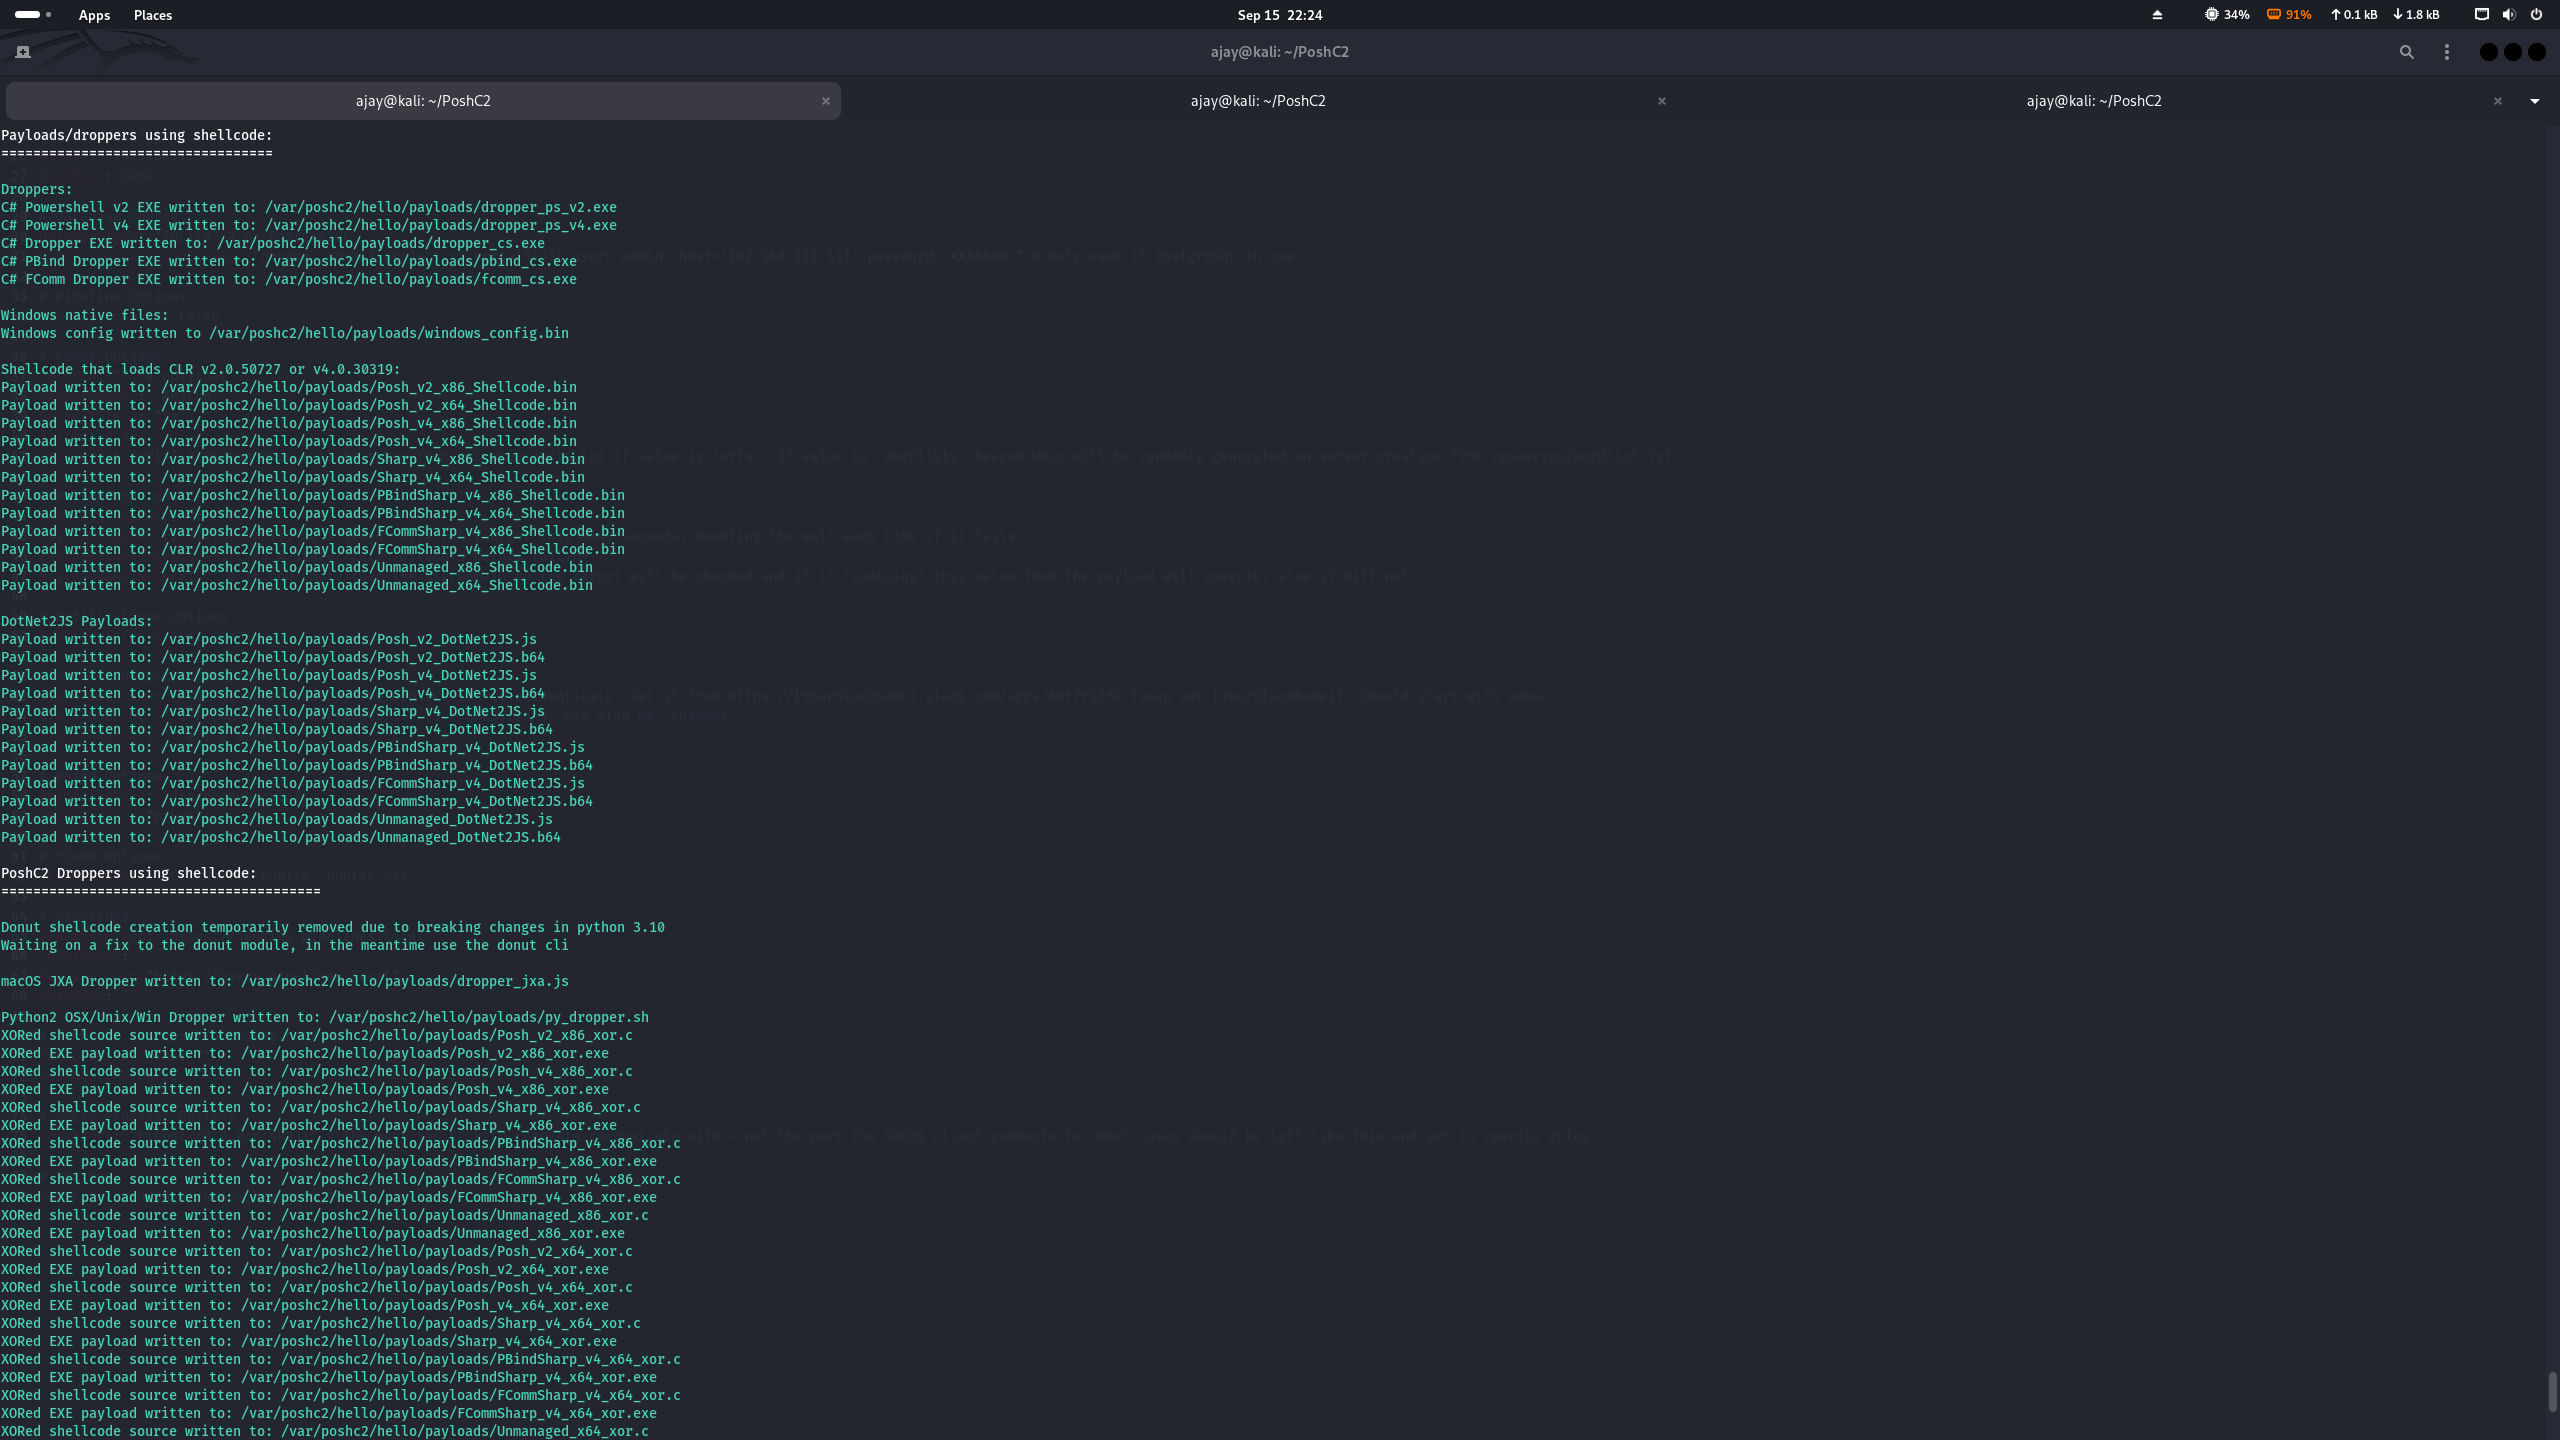 Apps Places Sep 15 22:24 34% 91% 0.1 kB 1.8 kB
ajay@kali: ~/PoshC2
ajay@kali: ~/PoshC2 ajay@kali: ~/PoshC2 ajay@kali: ~/PoshC2
Payloads/droppers using shellcode:
==================================
Droppers:
C# Powershell v2 EXE written to: /var/poshc2/hello/payloads/dropper_ps_v2.exe
C# Powershell v4 EXE written to: /var/poshc2/hello/payloads/dropper_ps_v4.exe
C# Dropper EXE written to: /var/poshc2/hello/payloads/dropper_cs.exe
C# PBind Dropper EXE written to: /var/poshc2/hello/payloads/pbind_cs.exe
C# FComm Dropper EXE written to: /var/poshc2/hello/payloads/fcomm_cs.exe
Windows native files:
Windows config written to /var/poshc2/hello/payloads/windows_config.bin
Shellcode that loads CLR v2.0.50727 or v4.0.30319:
Payload written to: /var/poshc2/hello/payloads/Posh_v2_x86_Shellcode.bin
Payload written to: /var/poshc2/hello/payloads/Posh_v2_x64_Shellcode.bin
Payload written to: /var/poshc2/hello/payloads/Posh_v4_x86_Shellcode.bin
Payload written to: /var/poshc2/hello/payloads/Posh_v4_x64_Shellcode.bin
Payload written to: /var/poshc2/hello/payloads/Sharp_v4_x86_Shellcode.bin
Payload written to: /var/poshc2/hello/payloads/Sharp_v4_x64_Shellcode.bin
Payload written to: /var/poshc2/hello/payloads/PBindSharp_v4_x86_Shellcode.bin
Payload written to: /var/poshc2/hello/payloads/PBindSharp_v4_x64_Shellcode.bin
Payload written to: /var/poshc2/hello/payloads/FCommSharp_v4_x86_Shellcode.bin
Payload written to: /var/poshc2/hello/payloads/FCommSharp_v4_x64_Shellcode.bin
Payload written to: /var/poshc2/hello/payloads/Unmanaged_x86_Shellcode.bin
Payload written to: /var/poshc2/hello/payloads/Unmanaged_x64_Shellcode.bin
DotNet2JS Payloads:
Payload written to: /var/poshc2/hello/payloads/Posh_v2_DotNet2JS.js
Payload written to: /var/poshc2/hello/payloads/Posh_v2_DotNet2JS.b64
Payload written to: /var/poshc2/hello/payloads/Posh_v4_DotNet2JS.js
Payload written to: /var/poshc2/hello/payloads/Posh_v4_DotNet2JS.b64
Payload written to: /var/poshc2/hello/payloads/Sharp_v4_DotNet2JS.js
Payload written to: /var/poshc2/hello/payloads/Sharp_v4_DotNet2JS.b64
Payload written to: /var/poshc2/hello/payloads/PBindSharp_v4_DotNet2JS.js
Payload written to: /var/poshc2/hello/payloads/PBindSharp_v4_DotNet2JS.b64
Payload written to: /var/poshc2/hello/payloads/FCommSharp_v4_DotNet2JS.js
Payload written to: /var/poshc2/hello/payloads/FCommSharp_v4_DotNet2JS.b64
Payload written to: /var/poshc2/hello/payloads/Unmanaged_DotNet2JS.js
Payload written to: /var/poshc2/hello/payloads/Unmanaged_DotNet2JS.b64
PoshC2 Droppers using shellcode:
========================================
Donut shellcode creation temporarily removed due to breaking changes in python 3.10
Waiting on a fix to the donut module, in the meantime use the donut cli
macOS JXA Dropper written to: /var/poshc2/hello/payloads/dropper_jxa.js
Python2 OSX/Unix/Win Dropper written to: /var/poshc2/hello/payloads/py_dropper.sh
XORed shellcode source written to: /var/poshc2/hello/payloads/Posh_v2_x86_xor.c
XORed EXE payload written to: /var/poshc2/hello/payloads/Posh_v2_x86_xor.exe
XORed shellcode source written to: /var/poshc2/hello/payloads/Posh_v4_x86_xor.c
XORed EXE payload written to: /var/poshc2/hello/payloads/Posh_v4_x86_xor.exe
XORed shellcode source written to: /var/poshc2/hello/payloads/Sharp_v4_x86_xor.c
XORed EXE payload written to: /var/poshc2/hello/payloads/Sharp_v4_x86_xor.exe
XORed shellcode source written to: /var/poshc2/hello/payloads/PBindSharp_v4_x86_xor.c
XORed EXE payload written to: /var/poshc2/hello/payloads/PBindSharp_v4_x86_xor.exe
XORed shellcode source written to: /var/poshc2/hello/payloads/FCommSharp_v4_x86_xor.c
XORed EXE payload written to: /var/poshc2/hello/payloads/FCommSharp_v4_x86_xor.exe
XORed shellcode source written to: /var/poshc2/hello/payloads/Unmanaged_x86_xor.c
XORed EXE payload written to: /var/poshc2/hello/payloads/Unmanaged_x86_xor.exe
XORed shellcode source written to: /var/poshc2/hello/payloads/Posh_v2_x64_xor.c
XORed EXE payload written to: /var/poshc2/hello/payloads/Posh_v2_x64_xor.exe
XORed shellcode source written to: /var/poshc2/hello/payloads/Posh_v4_x64_xor.c
XORed EXE payload written to: /var/poshc2/hello/payloads/Posh_v4_x64_xor.exe
XORed shellcode source written to: /var/poshc2/hello/payloads/Sharp_v4_x64_xor.c
XORed EXE payload written to: /var/poshc2/hello/payloads/Sharp_v4_x64_xor.exe
XORed shellcode source written to: /var/poshc2/hello/payloads/PBindSharp_v4_x64_xor.c
XORed EXE payload written to: /var/poshc2/hello/payloads/PBindSharp_v4_x64_xor.exe
XORed shellcode source written to: /var/poshc2/hello/payloads/FCommSharp_v4_x64_xor.c
XORed EXE payload written to: /var/poshc2/hello/payloads/FCommSharp_v4_x64_xor.exe
XORed shellcode source written to: /var/poshc2/hello/payloads/Unmanaged_x64_xor.c